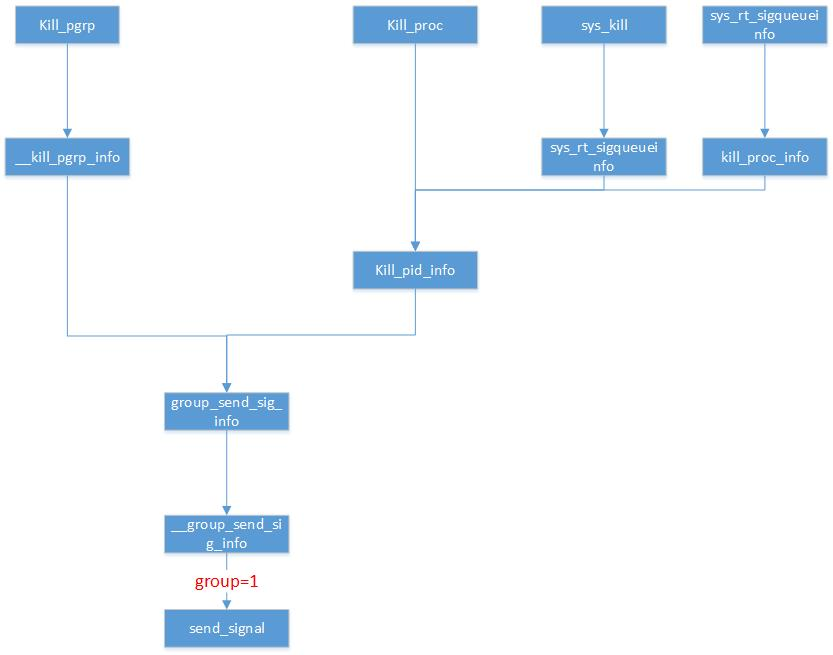 Kill_pgrp
Kill_proc
sys_kill
sys_rt_sigqueuei
nfo
__kill_pgrp_info
sys_rt_sigqueuei
nfo
kill_proc_info
Kill_pid_info
group_send_sig_
info
__group_send_si
g_info
group=1
send_signal